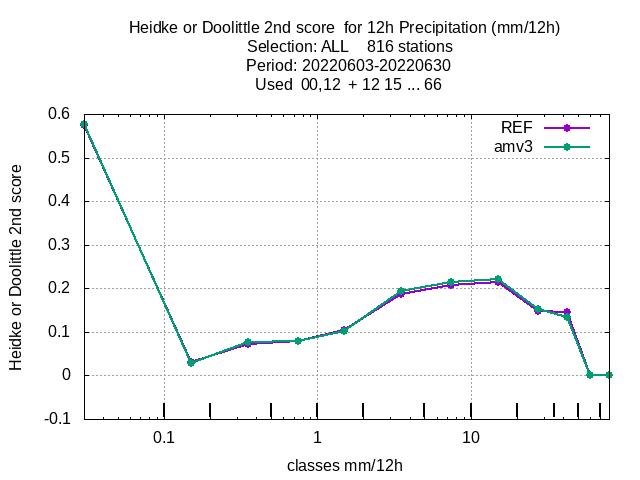 Heidke or Doolittle 2nd score  for 12h Precipitation (mm/12h)
Selection: ALL    816 stations
Period: 20220603-20220630
Used  00,12  + 12 15 ... 66
REF
amv3
Heidke or Doolittle 2nd score
0.6
0.5
0.4
0.3
0.2
0.1
0
-0.1
0.1 1 10
classes mm/12h